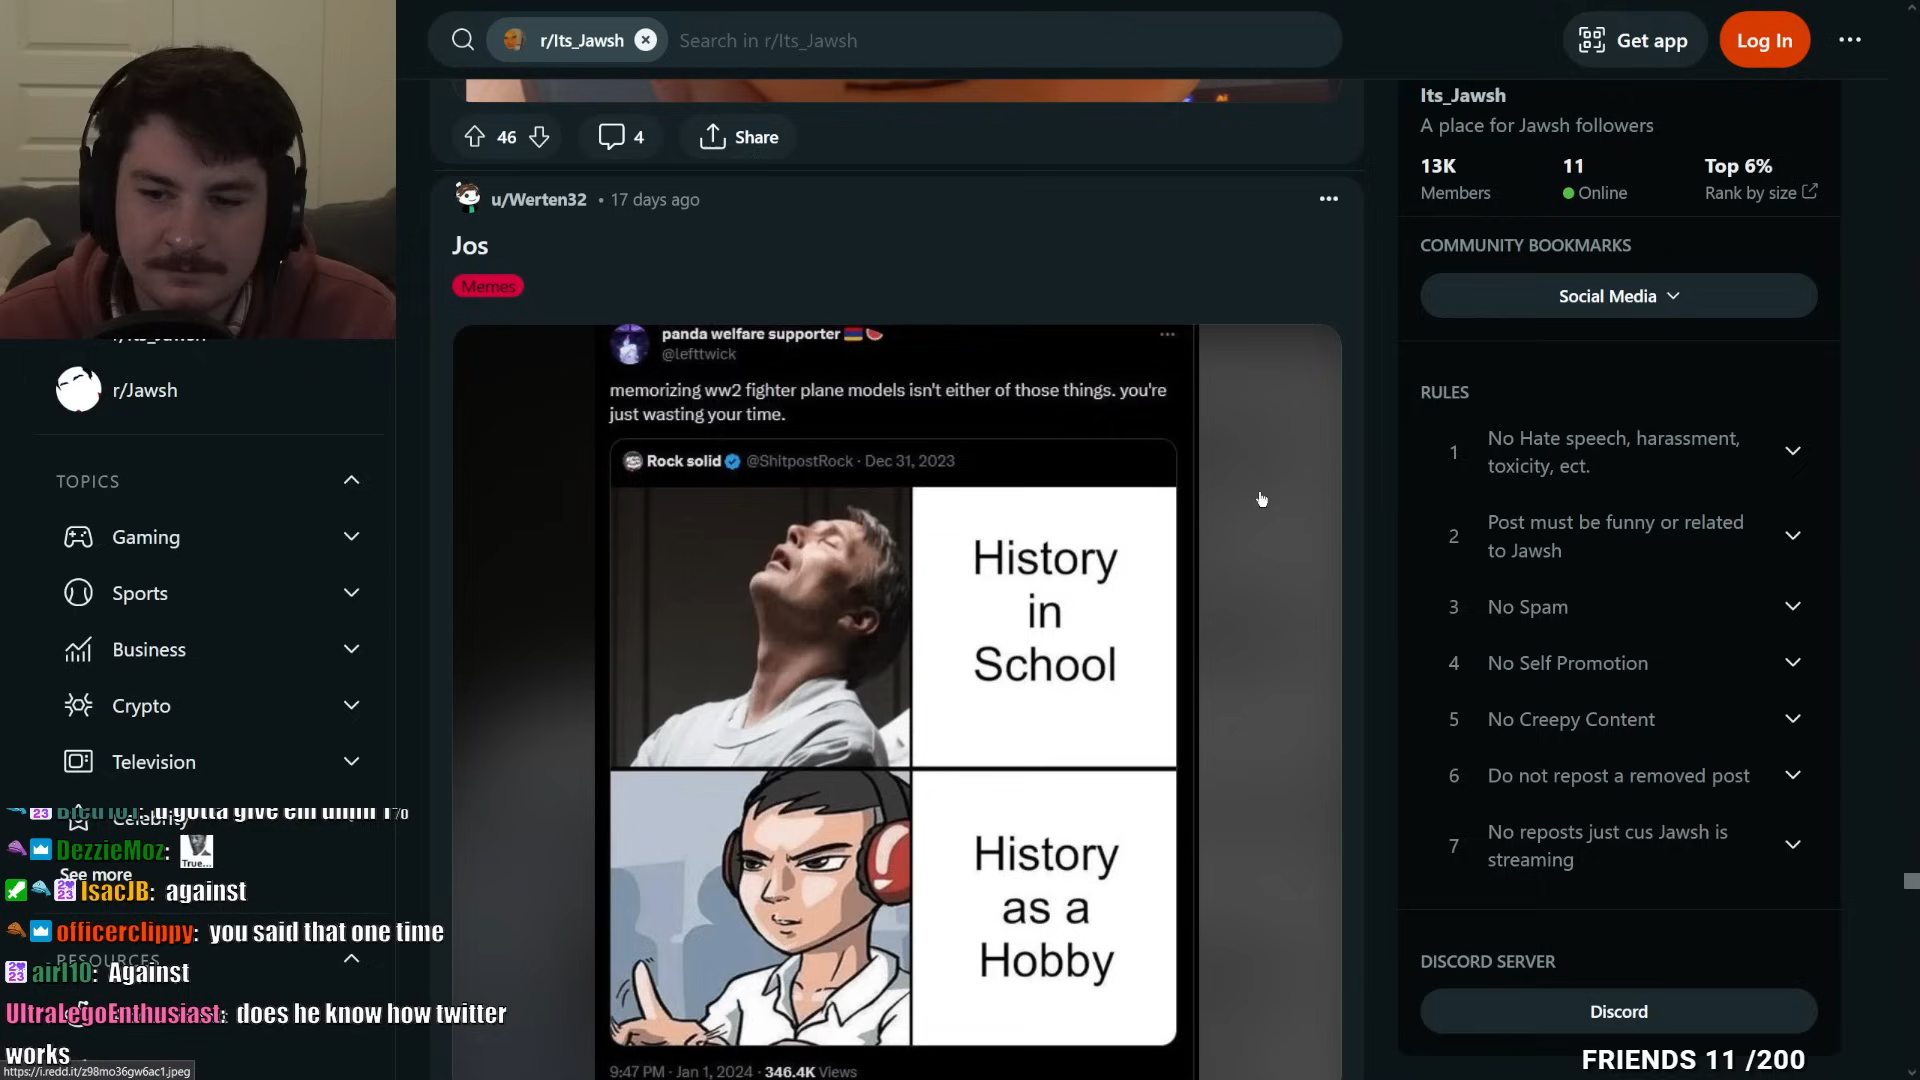 r/Its_Jawsh
Search in r/Its_Jawsh
Get app
Log In
46
4
Share
u/Werten32 • 17 days ago
Jos
Memes
panda welfare supporter
@lefttwick
memorizing ww2 fighter plane models isn't either of those things. you're
just wasting your time.
Rock solid @ShitpostRock · Dec 31, 2023
History
in
School
History
as a
Hobby
9:47 PM · Jan 1, 2024 · 346.4K Views
Its_Jawsh
A place for Jawsh followers
13K
Members
11
Online
Top 6%
Rank by size
COMMUNITY BOOKMARKS
Social Media
RULES
1
No Hate speech, harassment,
toxicity, ect.
2
Post must be funny or related
to Jawsh
3
No Spam
4
No Self Promotion
5
No Creepy Content
6
Do not repost a removed post
7
No reposts just cus Jawsh is
streaming
DISCORD SERVER
Discord
FRIENDS 11 /200
r/Jawsh
TOPICS
Gaming
Sports
Business
Crypto
Television
Celebrity
DezzieMoz:
True...
See more
IsacJB: against
officerclippy: you said that one time
RESOURCES
airl10: Against
UltraLegoEnthusiast: does he know how twitter
works
https://i.redd.it/z98mo36gw6ac1.jpeg